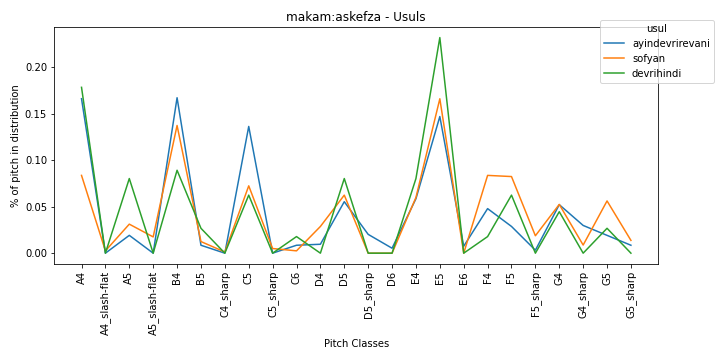 makam:askefza - Usuls
usul
ayindevrirevani
sofyan
devrihindi
% of pitch in distribution
0.20
0.15
0.10
0.05
0.00
A4
A4_slash-flat
A5
A5_slash-flat
B4
B5
C4_sharp
C5
C5_sharp
C6
D4
D5
D5_sharp
D6
E4
E5
E6
F4
F5
F5_sharp
G4
G4_sharp
G5
G5_sharp
Pitch Classes